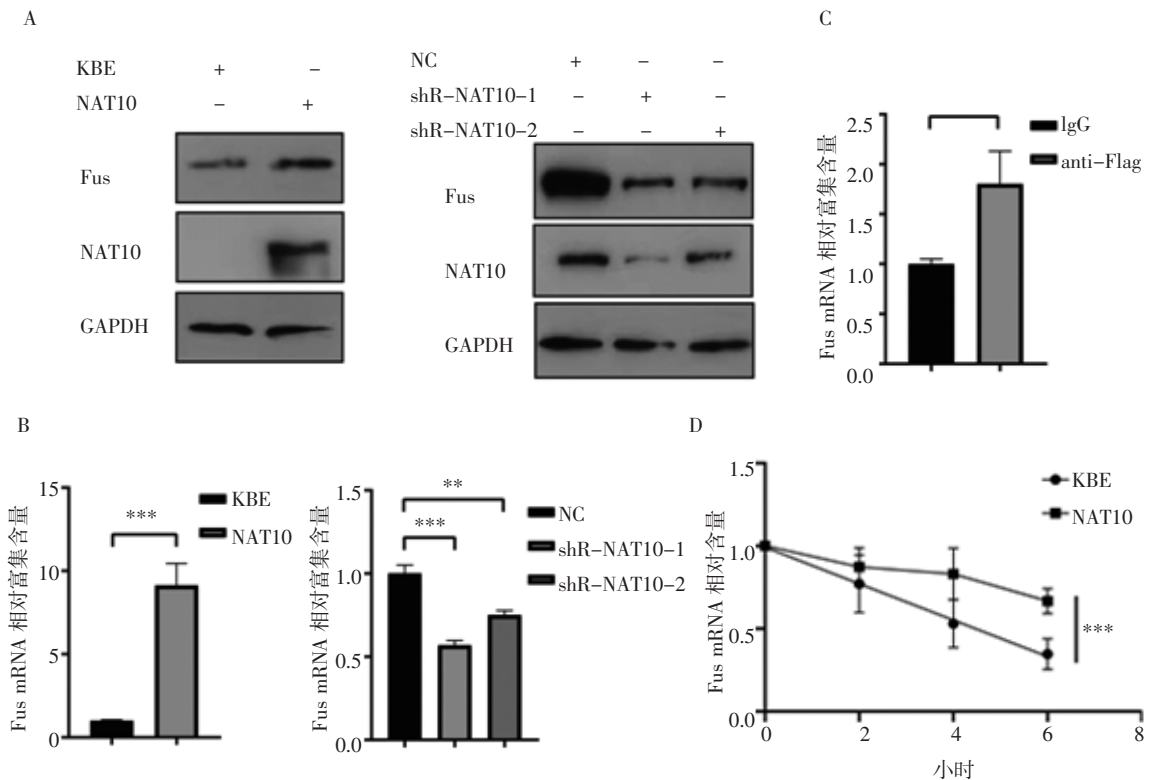 A
KBE + −
NAT10 − +
Fus
NAT10
GAPDH
NC + − −
shR−NAT10−1 − + −
shR−NAT10−2 − − +
Fus
NAT10
GAPDH
C
Fus mRNA 相对富集含量
2.5
2.0
1.5
1.0
0.5
0.0
lgG
anti−Flag
B
Fus mRNA 相对富集含量
15
10
5
0
***
KBE
NAT10
Fus mRNA 相对富集含量
1.5
1.0
0.5
0.0
**
***
NC
shR−NAT10−1
shR−NAT10−2
D
Fus mRNA 相对含量
1.5
1.0
0.5
0.0
KBE
NAT10
***
0 2 4 6 8
小时